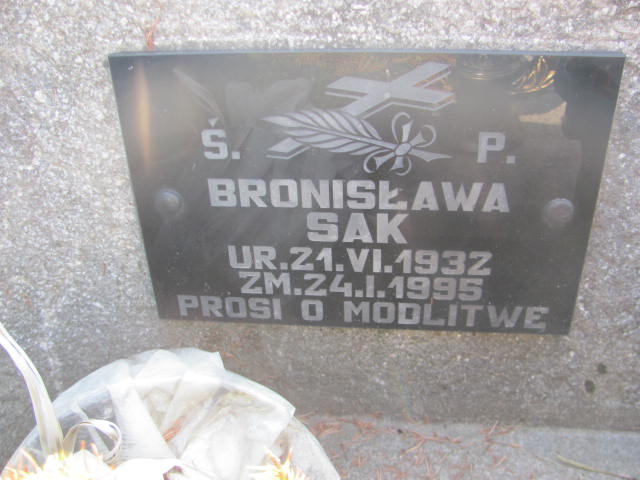 Ś. P.
BRONISŁAWA
SAK
UR.21.VI.1932
ZM.24.I.1995
PROSI O MODLITWĘ